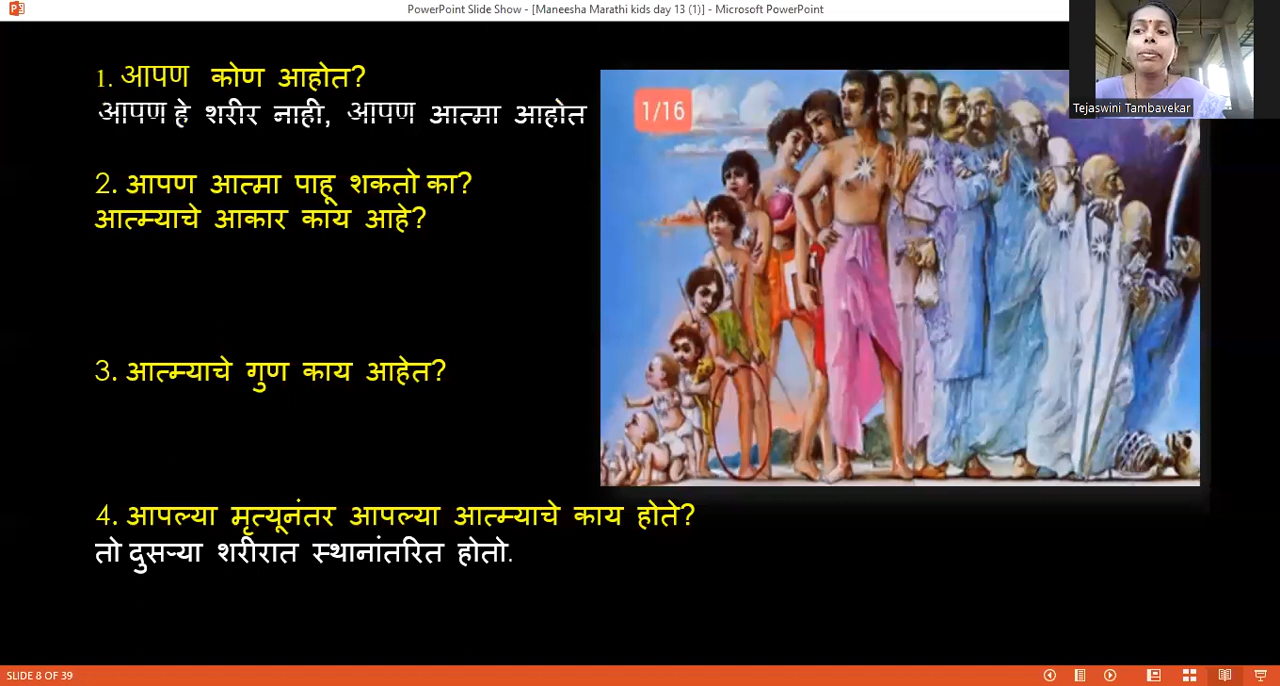 PowerPoint Slide Show - [Maneesha Marathi kids day 13 (1)] - Microsoft PowerPoint
1. आपण कोण आहोत?
आपण हे शरीर नाही, आपण आत्मा आहोत
1/16
Tejaswini Tambavekar
2. आपण आत्मा पाहू शकतो का?
आत्म्याचे आकार काय आहे?
3. आत्म्याचे गुण काय आहेत?
4. आपल्या मृत्यूनंतर आपल्या आत्म्याचे काय होते?
तो दुसऱ्या शरीरात स्थानांतरित होतो.
SLIDE 8 OF 39